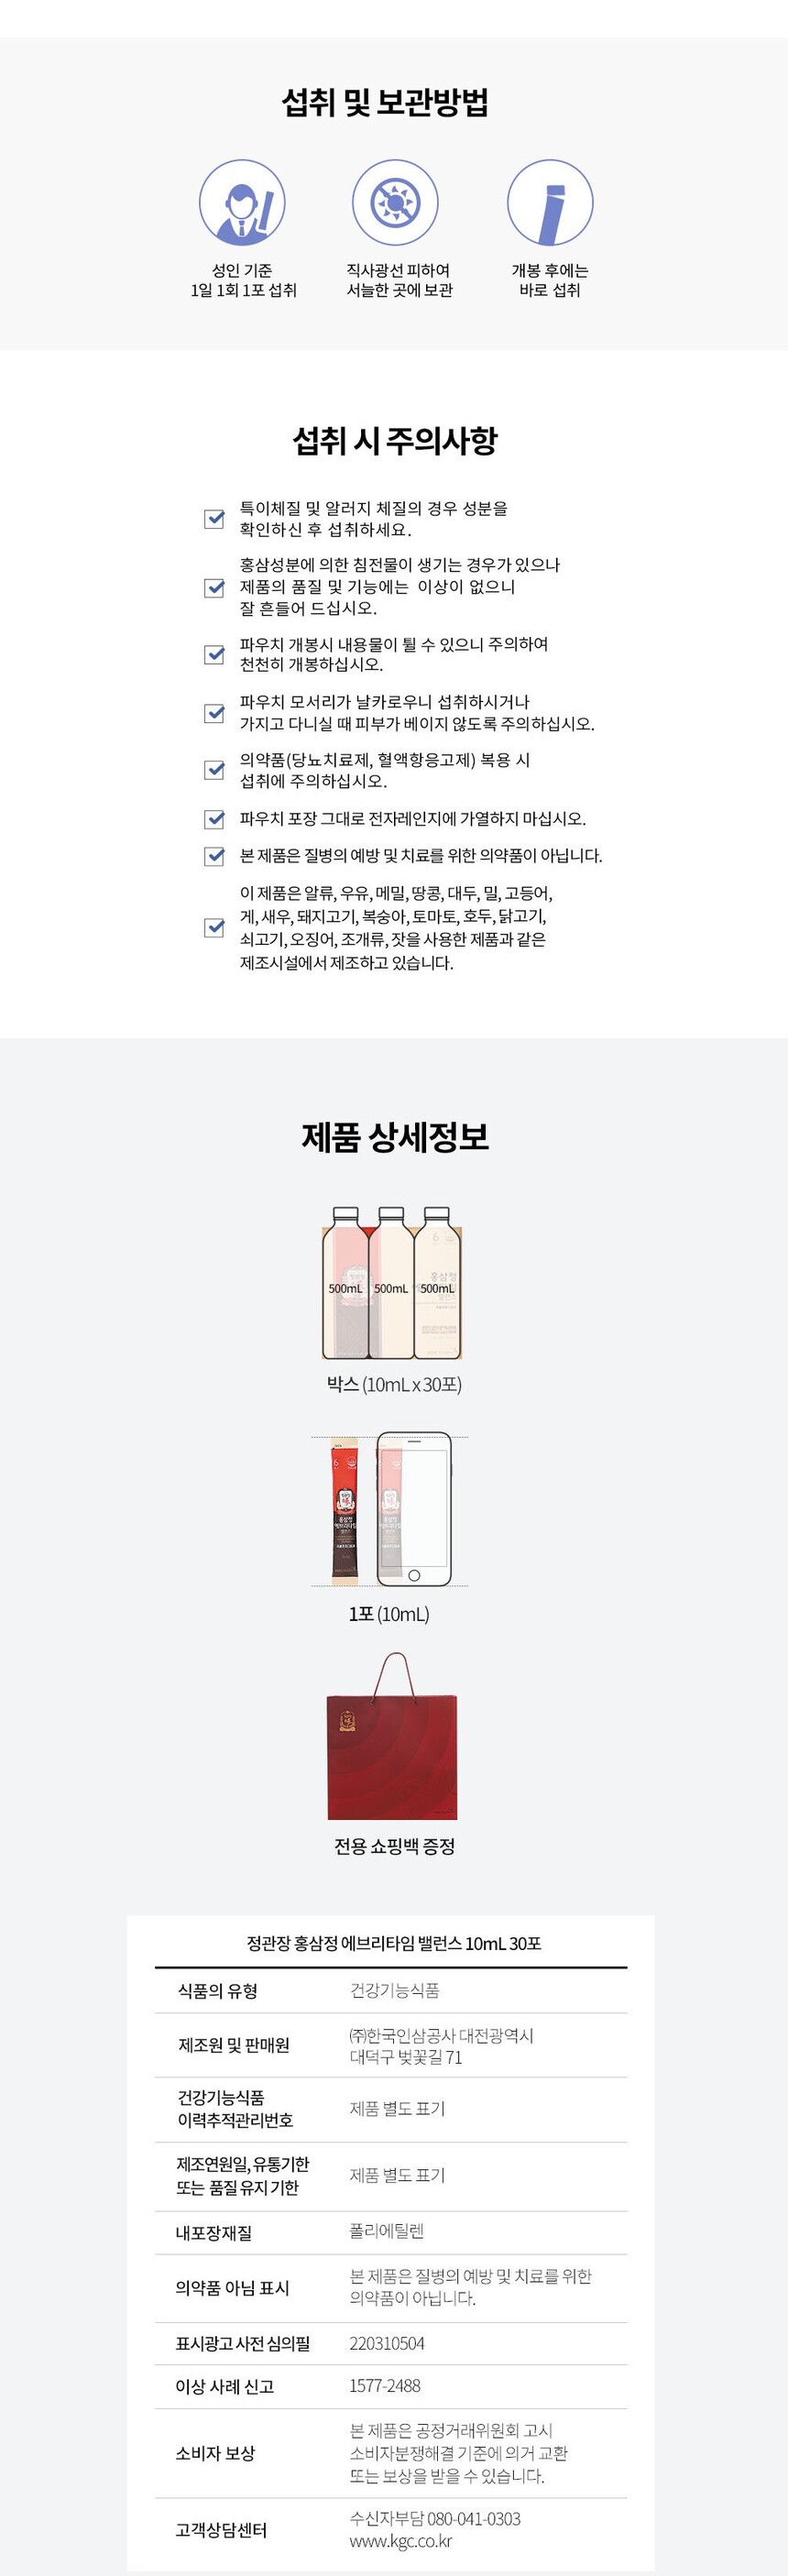 섭취 및 보관방법
성인 기준
1일 1회 1포 섭취
직사광선 피하여
서늘한 곳에 보관
개봉 후에는
바로 섭취
섭취 시 주의사항
특이체질 및 알러지 체질의 경우 성분을
확인하신 후 섭취하세요.
홍삼성분에 의한 침전물이 생기는 경우가 있으나
제품의 품질 및 기능에는 이상이 없으니
잘 흔들어 드십시오.
파우치 개봉시 내용물이 튈 수 있으니 주의하여
천천히 개봉하십시오.
파우치 모서리가 날카로우니 섭취하시거나
가지고 다니실 때 피부가 베이지 않도록 주의하십시오.
의약품(당뇨치료제, 혈액항응고제) 복용 시
섭취에 주의하십시오.
파우치 포장 그대로 전자레인지에 가열하지 마십시오.
본 제품은 질병의 예방 및 치료를 위한 의약품이 아닙니다.
이 제품은 알류, 우유, 메밀, 땅콩, 대두, 밀, 고등어,
게, 새우, 돼지고기, 복숭아, 토마토, 호두, 닭고기,
쇠고기, 오징어, 조개류, 잣을 사용한 제품과 같은
제조시설에서 제조하고 있습니다.
제품 상세정보
500mL 500mL 500mL
박스 (10mL x 30포)
1포 (10mL)
전용 쇼핑백 증정
정관장 홍삼정 에브리타임 밸런스 10mL 30포
식품의 유형
건강기능식품
제조원 및 판매원
㈜한국인삼공사 대전광역시
대덕구 벚꽃길 71
건강기능식품
이력추적관리번호
제품 별도 표기
제조연원일, 유통기한
또는 품질 유지 기한
제품 별도 표기
내포장재질
폴리에틸렌
의약품 아님 표시
본 제품은 질병의 예방 및 치료를 위한
의약품이 아닙니다.
표시광고 사전 심의필
220310504
이상 사례 신고
1577-2488
소비자 보상
본 제품은 공정거래위원회 고시
소비자분쟁해결 기준에 의거 교환
또는 보상을 받을 수 있습니다.
고객상담센터
수신자부담 080-041-0303
www.kgc.co.kr